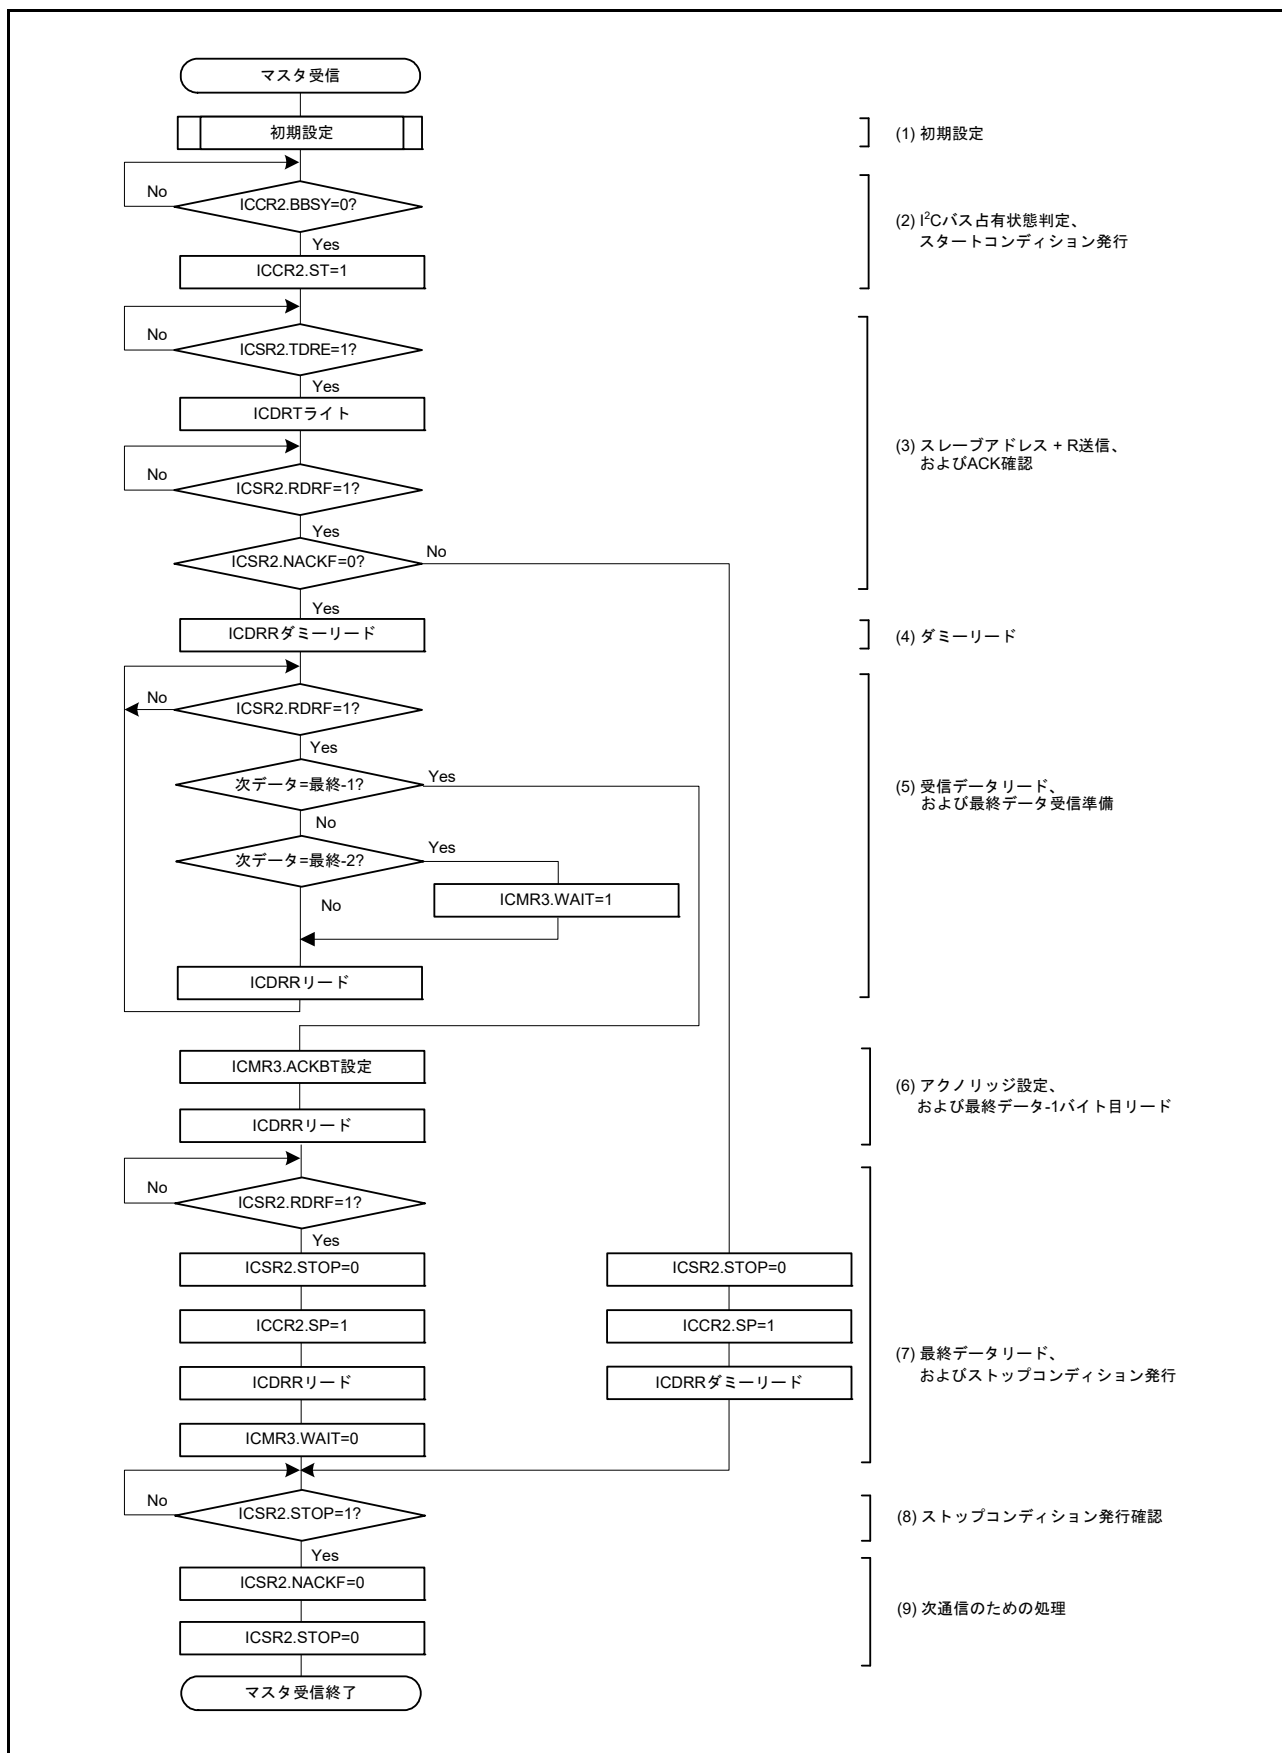 マスタ受信
初期設定
(1) 初期設定
No
ICCR2.BBSY=0?
Yes
(2) I²Cバス占有状態判定、
スタートコンディション発行
ICCR2.ST=1
No
ICSR2.TDRE=1?
Yes
ICDRTライト
(3) スレーブアドレス + R送信、
およびACK確認
No
ICSR2.RDRF=1?
Yes
ICSR2.NACKF=0?
No
Yes
ICDRRダミーリード
(4) ダミーリード
No
ICSR2.RDRF=1?
Yes
次データ=最終-1?
Yes
(5) 受信データリード、
および最終データ受信準備
No
次データ=最終-2?
Yes
No
ICMR3.WAIT=1
ICDRRリード
ICMR3.ACKBT設定
(6) アクノリッジ設定、
および最終データ-1バイト目リード
ICDRRリード
No
ICSR2.RDRF=1?
Yes
ICSR2.STOP=0
ICSR2.STOP=0
ICCR2.SP=1
ICCR2.SP=1
(7) 最終データリード、
およびストップコンディション発行
ICDRRリード
ICDRRダミーリード
ICMR3.WAIT=0
No
ICSR2.STOP=1?
(8) ストップコンディション発行確認
Yes
ICSR2.NACKF=0
(9) 次通信のための処理
ICSR2.STOP=0
マスタ受信終了